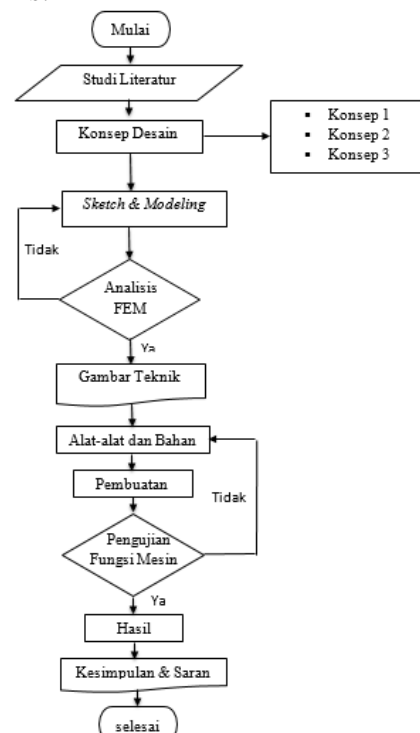 Mulai
Studi Literatur
Konsep Desain
▪ Konsep 1
▪ Konsep 2
▪ Konsep 3
Sketch & Modeling
Tidak
Analisis
FEM
Ya
Gambar Teknik
Alat-alat dan Bahan
Pembuatan
Tidak
Pengujian
Fungsi Mesin
Ya
Hasil
Kesimpulan & Saran
selesai